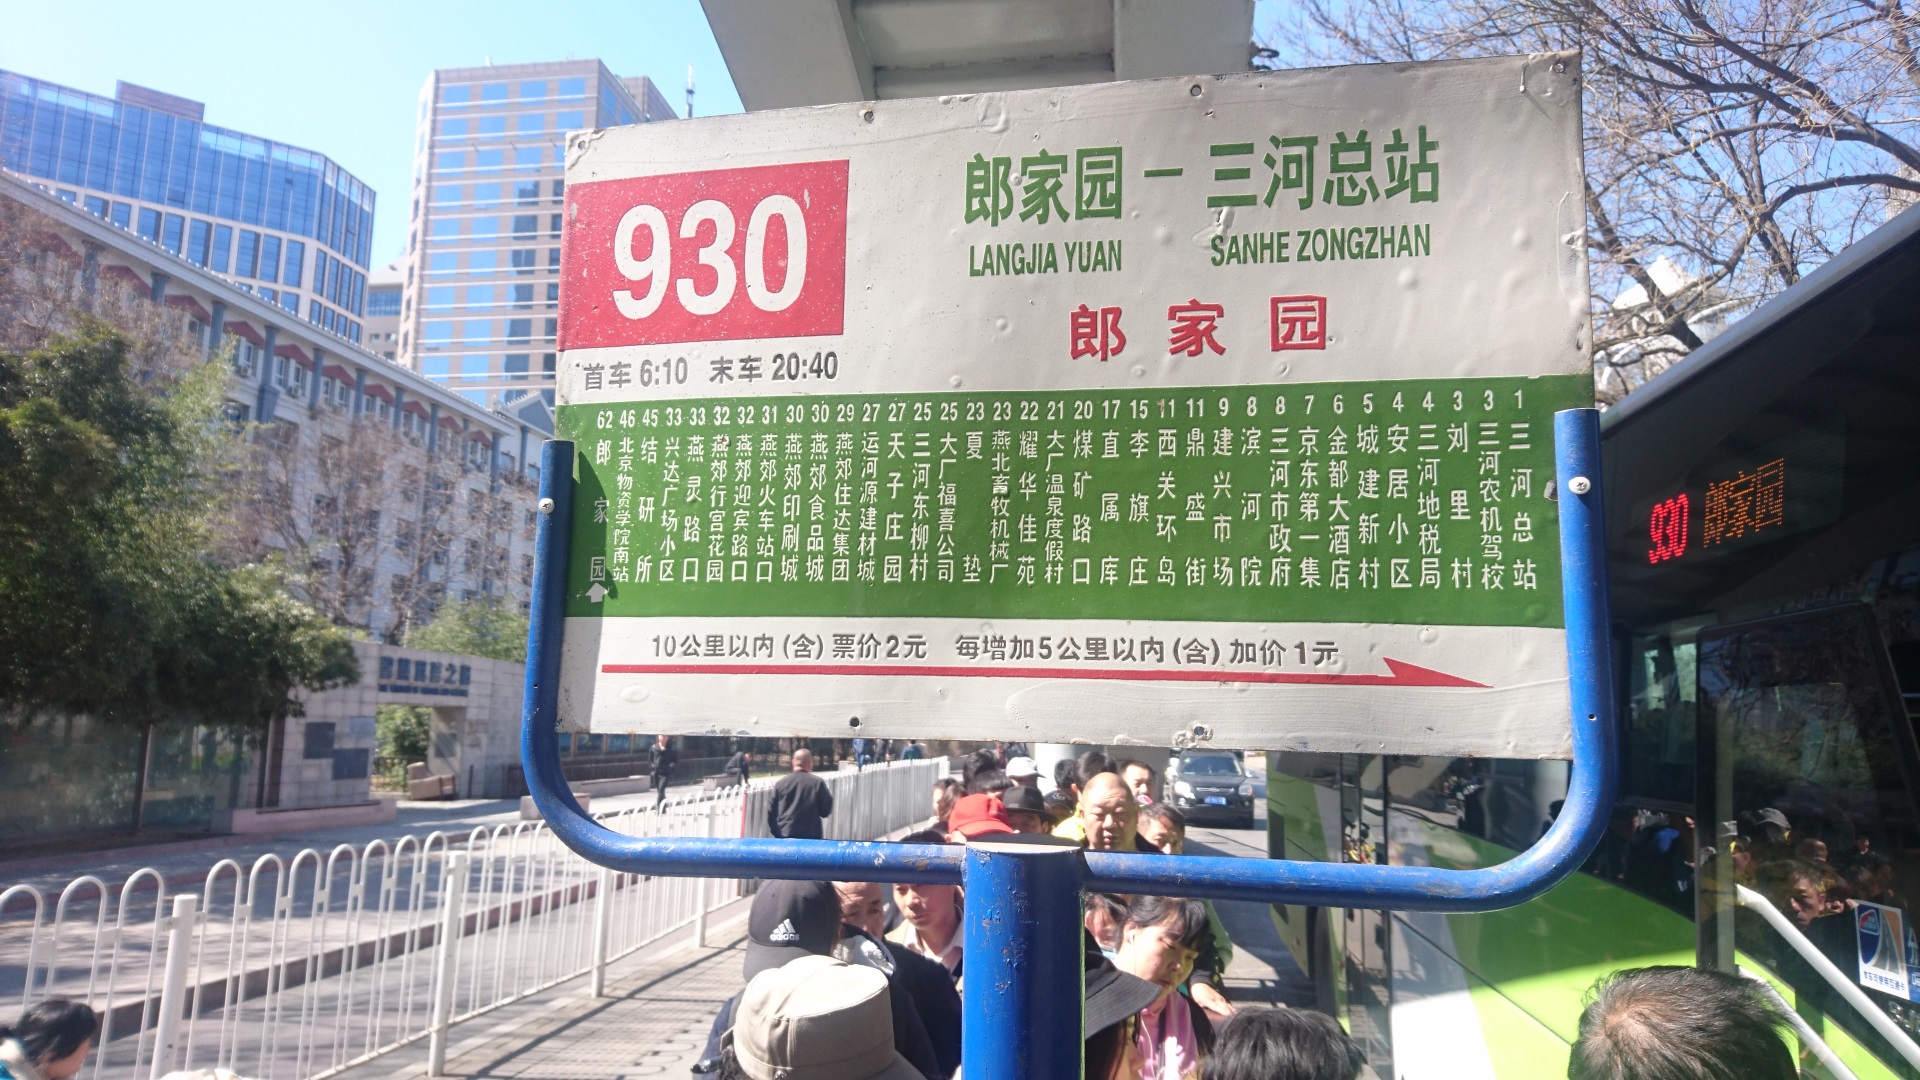 930
郎家园－三河总站
LANGJIA YUAN SANHE ZONGZHAN
郎家园
首车 6:10 末车 20:40
62 郎家园
46 北京物资学院南站
45 结研所
33 兴达广场小区
33 燕灵路口
32 燕郊行宫花园
32 燕郊迎宾路口
31 燕郊火车站口
30 燕郊印刷城
30 燕郊食品城
29 燕郊住达集团
27 运河源建材城
27 天子庄园
25 三河东柳村
25 大厂福喜公司
23 夏垫
23 燕北畜牧机械厂
22 耀华佳苑
21 大厂温泉度假村
20 煤矿路口
17 直属库
15 李旗庄
11 西关环岛
11 鼎盛街
9 建兴市场
8 滨河院
8 三河市政府
7 京东第一集
6 金都大酒店
5 城建新村
4 安居小区
4 三河地税局
3 刘里村
3 三河农机驾校
1 三河总站
10公里以内(含)票价2元 每增加5公里以内(含)加价1元
930 郎家园
adidas